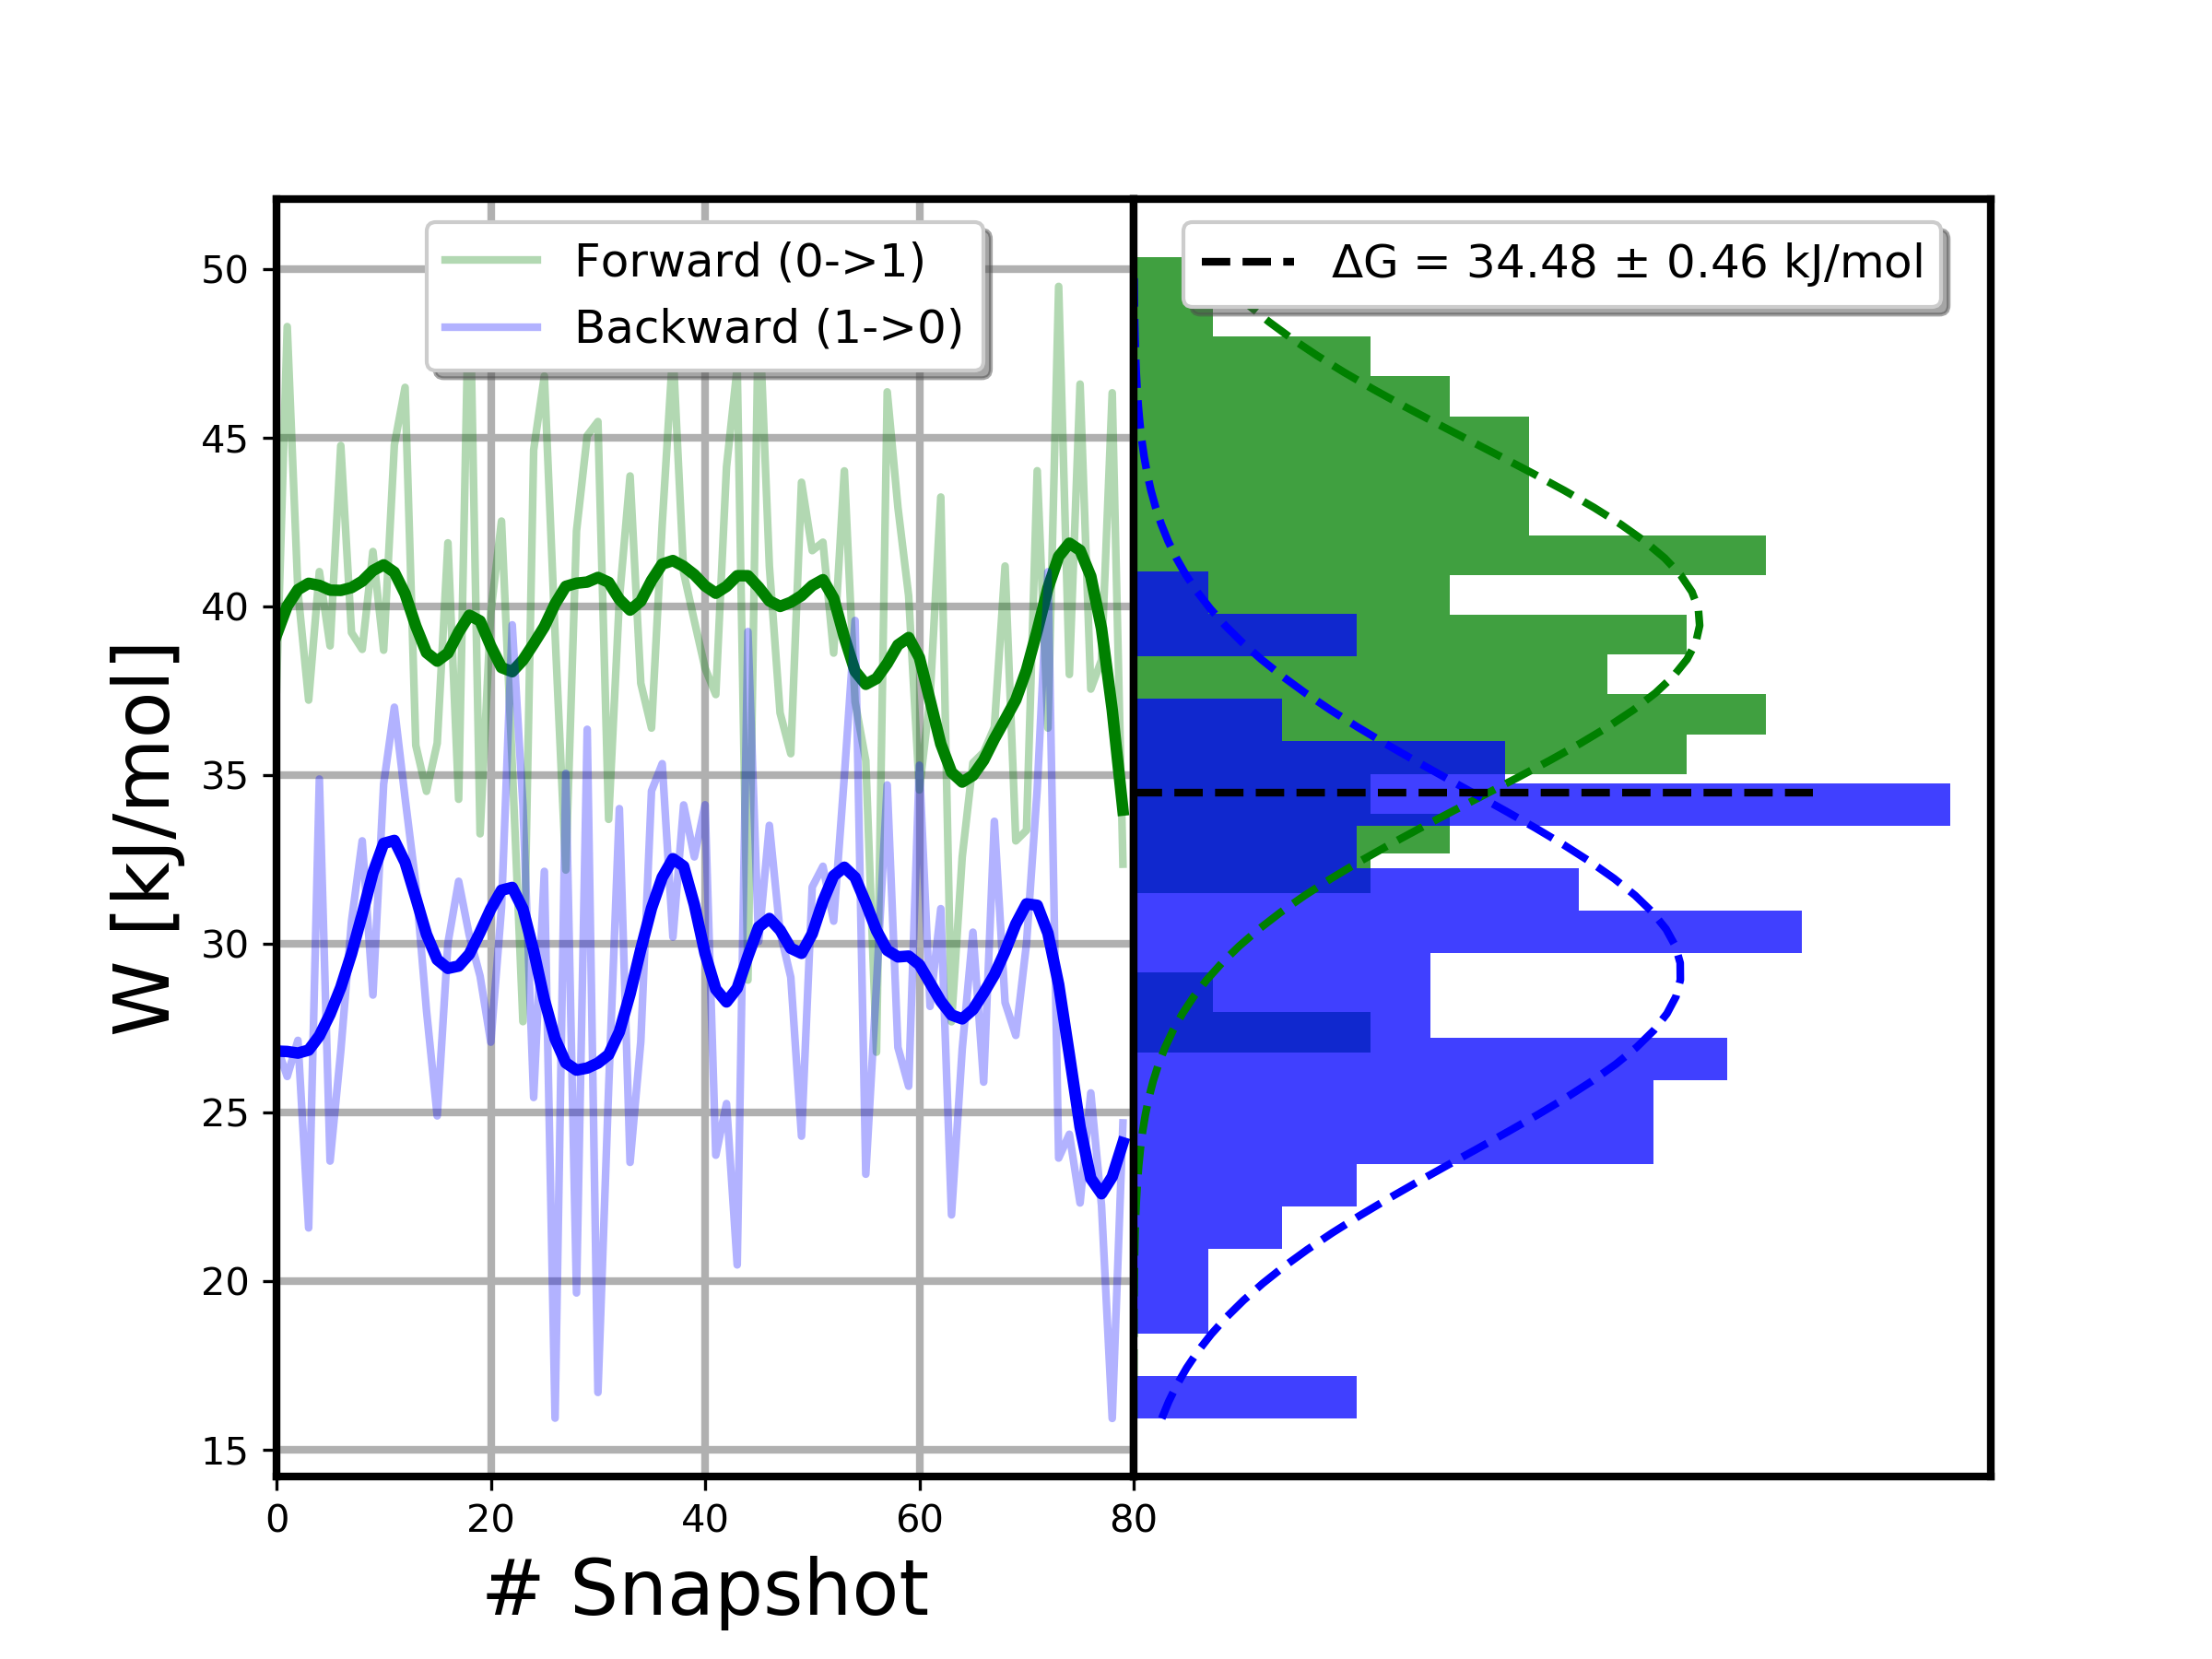 Forward (0->1)
Backward (1->0)
ΔG = 34.48 ± 0.46 kJ/mol
50
45
40
35
30
25
20
15
W [kJ/mol]
0 20 40 60 80
# Snapshot